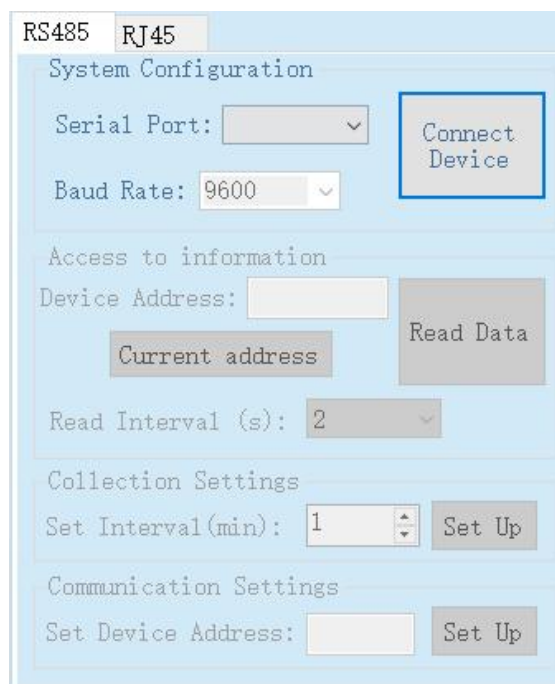 RS485 RJ45
System Configuration
Serial Port:
Connect
Device
Baud Rate: 9600
Access to information
Device Address:
Read Data
Current address
Read Interval (s): 2
Collection Settings
Set Interval(min): 1 Set Up
Communication Settings
Set Device Address: Set Up